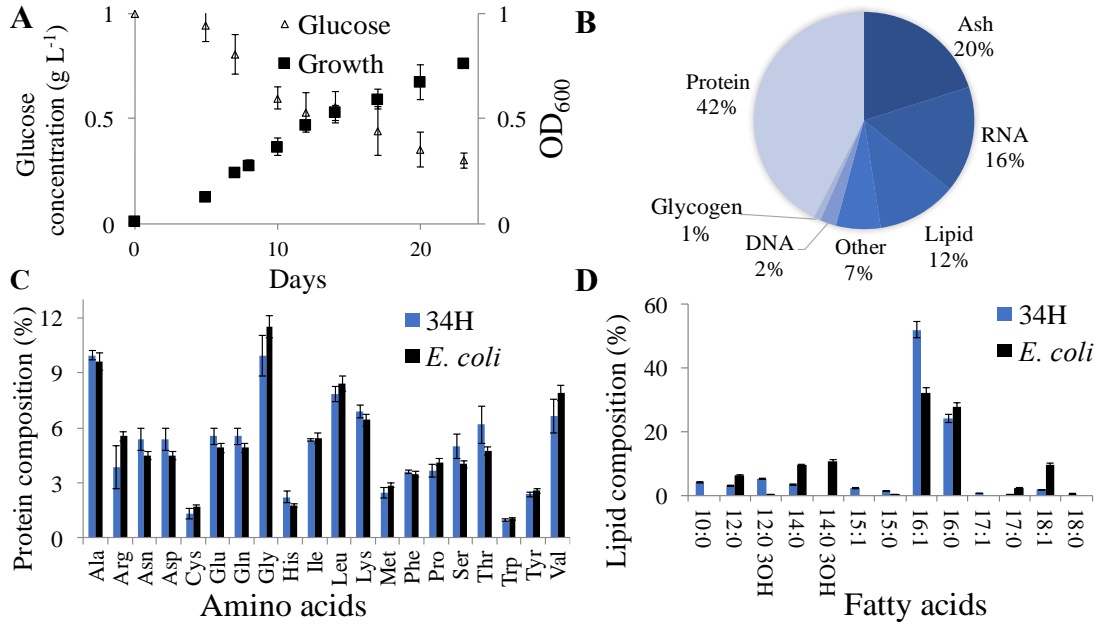 A
Glucose
concentration (g L-1)
1
0.5
0
Glucose
Growth
1
0.5
0
OD600
0
10
20
Days
B
Ash
20%
RNA
16%
Lipid
12%
Other
7%
DNA
2%
Glycogen
1%
Protein
42%
C
Protein composition (%)
12
9
6
3
0
34H
E. coli
Ala
Arg
Asn
Asp
Cys
Glu
Gln
Gly
His
Ile
Leu
Lys
Met
Phe
Pro
Ser
Thr
Trp
Tyr
Val
Amino acids
D
Lipid composition (%)
60
40
20
0
34H
E. coli
10:0
12:0
12:0 3OH
14:0
14:0 3OH
15:1
15:0
16:1
16:0
17:1
17:0
18:1
18:0
Fatty acids